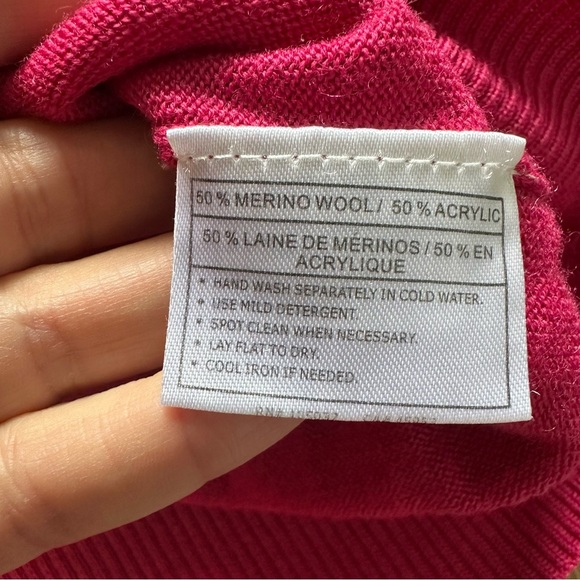 50 % MERINO WOOL / 50 % ACRYLIC
50 % LAINE DE MÉRINOS / 50 % EN
ACRYLIQUE
* HAND WASH SEPARATELY IN COLD WATER.
* USE MILD DETERGENT.
* SPOT CLEAN WHEN NECESSARY.
* LAY FLAT TO DRY.
* COOL IRON IF NEEDED.